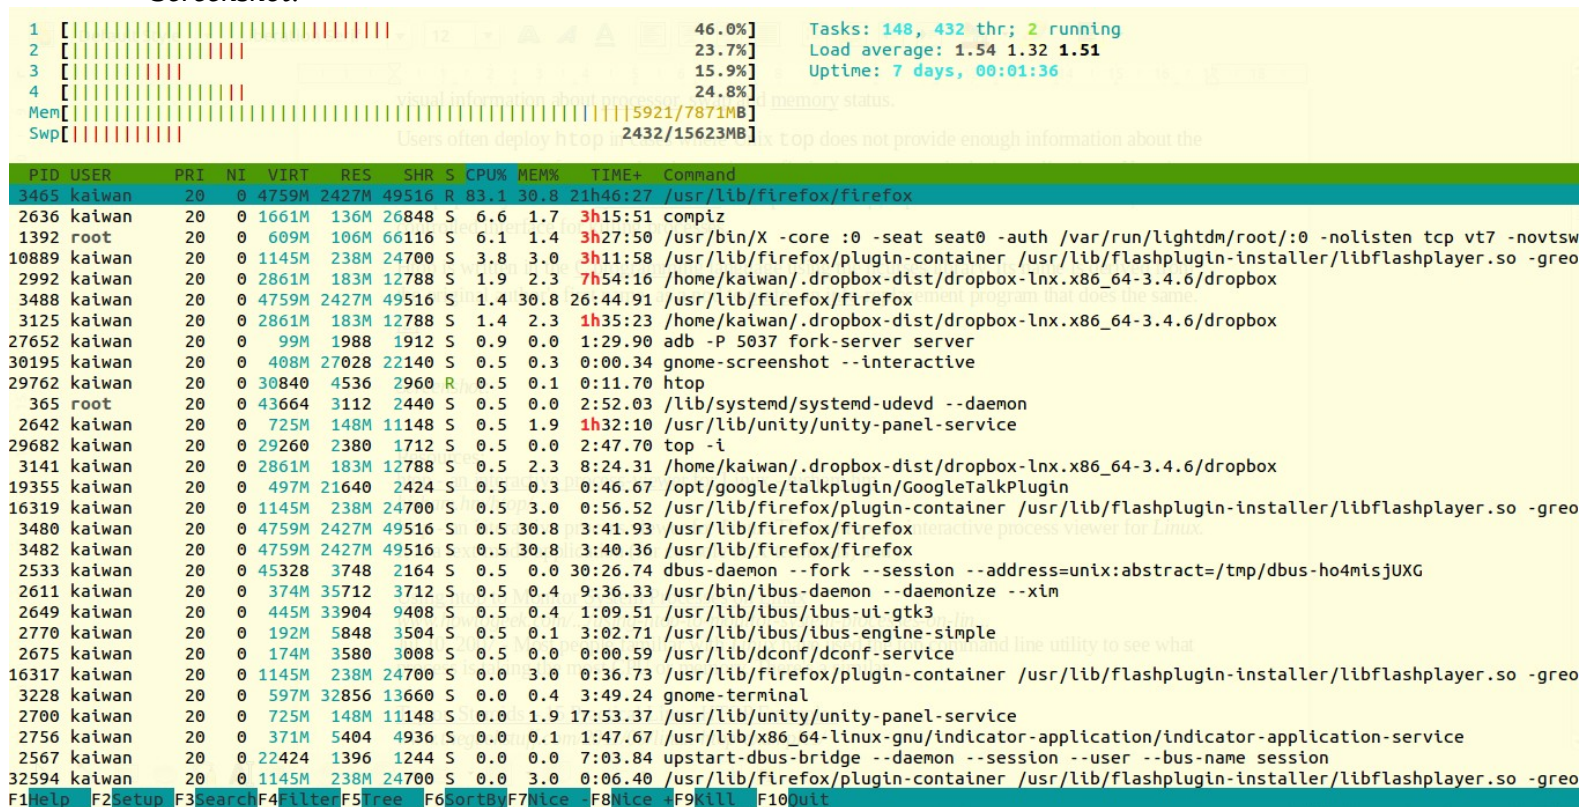 Screenshot:
1 [||||||||||||||||||||||||||||||| 46.0%] Tasks: 148, 432 thr; 2 running
2 [||||||||||||||||| 23.7%] Load average: 1.54 1.32 1.51
3 [||||||||||| 15.9%] Uptime: 7 days, 00:01:36
4 [||||||||||||||||| 24.8%]
Mem[||||||||||||||||||||||||||||||||||||||||||||||||||||||5921/7871MB]
Swp[||||||||||| 2432/15623MB]
visual information about processor, swap and memory status.
Users often deploy htop in cases where Unix top does not provide enough information about the
PID USER PRI NI VIRT RES SHR S CPU% MEM% TIME+ Command
3465 kaiwan 20 0 4759M 2427M 49516 R 83.1 30.8 21h46:27 /usr/lib/firefox/firefox
2636 kaiwan 20 0 1661M 136M 26848 S 6.6 1.7 3h15:51 compiz
1392 root 20 0 609M 106M 66116 S 6.1 1.4 3h27:50 /usr/bin/X -core :0 -seat seat0 -auth /var/run/lightdm/root/:0 -nolisten tcp vt7 -novtsw
10889 kaiwan 20 0 1145M 238M 24700 S 3.8 3.0 3h11:58 /usr/lib/firefox/plugin-container /usr/lib/flashplugin-installer/libflashplayer.so -greo
2992 kaiwan 20 0 2861M 183M 12788 S 1.9 2.3 7h54:16 /home/kaiwan/.dropbox-dist/dropbox-lnx.x86_64-3.4.6/dropbox
3488 kaiwan 20 0 4759M 2427M 49516 S 1.4 30.8 26:44.91 /usr/lib/firefox/firefox
3125 kaiwan 20 0 2861M 183M 12788 S 1.4 2.3 1h35:23 /home/kaiwan/.dropbox-dist/dropbox-lnx.x86_64-3.4.6/dropbox
27652 kaiwan 20 0 99M 1988 1912 S 0.9 0.0 1:29.90 adb -P 5037 fork-server server
30195 kaiwan 20 0 408M 27028 22140 S 0.5 0.3 0:00.34 gnome-screenshot --interactive
29762 kaiwan 20 0 30840 4536 2960 R 0.5 0.1 0:11.70 htop
365 root 20 0 43664 3112 2440 S 0.5 0.0 2:52.03 /lib/systemd/systemd-udevd --daemon
2642 kaiwan 20 0 725M 148M 11148 S 0.5 1.9 1h32:10 /usr/lib/unity/unity-panel-service
29682 kaiwan 20 0 29260 2380 1712 S 0.5 0.0 2:47.70 top -i
3141 kaiwan 20 0 2861M 183M 12788 S 0.5 2.3 8:24.31 /home/kaiwan/.dropbox-dist/dropbox-lnx.x86_64-3.4.6/dropbox
19355 kaiwan 20 0 497M 21640 2424 S 0.5 0.3 0:46.67 /opt/google/talkplugin/GoogleTalkPlugin
16319 kaiwan 20 0 1145M 238M 24700 S 0.5 3.0 0:56.52 /usr/lib/firefox/plugin-container /usr/lib/flashplugin-installer/libflashplayer.so -greo
3480 kaiwan 20 0 4759M 2427M 49516 S 0.5 30.8 3:41.93 /usr/lib/firefox/firefox
3482 kaiwan 20 0 4759M 2427M 49516 S 0.5 30.8 3:40.36 /usr/lib/firefox/firefox
2533 kaiwan 20 0 45328 3748 2164 S 0.5 0.0 30:26.74 dbus-daemon --fork --session --address=unix:abstract=/tmp/dbus-ho4misjUXG
2611 kaiwan 20 0 374M 35712 3712 S 0.5 0.4 9:36.33 /usr/bin/ibus-daemon --daemonize --xim
2649 kaiwan 20 0 445M 33904 9408 S 0.5 0.4 1:09.51 /usr/lib/ibus/ibus-ui-gtk3
2770 kaiwan 20 0 192M 5848 3504 S 0.5 0.1 3:02.71 /usr/lib/ibus/ibus-engine-simple
2675 kaiwan 20 0 174M 3580 3008 S 0.5 0.0 0:00.59 /usr/lib/dconf/dconf-service
16317 kaiwan 20 0 1145M 238M 24700 S 0.0 3.0 0:36.73 /usr/lib/firefox/plugin-container /usr/lib/flashplugin-installer/libflashplayer.so -greo
3228 kaiwan 20 0 597M 32856 13660 S 0.0 0.4 3:49.24 gnome-terminal
2700 kaiwan 20 0 725M 148M 11148 S 0.0 1.9 17:53.37 /usr/lib/unity/unity-panel-service
2756 kaiwan 20 0 371M 5404 4936 S 0.0 0.1 1:47.67 /usr/lib/x86_64-linux-gnu/indicator-application/indicator-application-service
2567 kaiwan 20 0 22424 1396 1244 S 0.0 0.0 7:03.84 upstart-dbus-bridge --daemon --session --user --bus-name session
32594 kaiwan 20 0 1145M 238M 24700 S 0.0 3.0 0:06.40 /usr/lib/firefox/plugin-container /usr/lib/flashplugin-installer/libflashplayer.so -greo
F1Help F2Setup F3SearchF4FilterF5Tree F6SortByF7Nice -F8Nice +F9Kill F10Quit